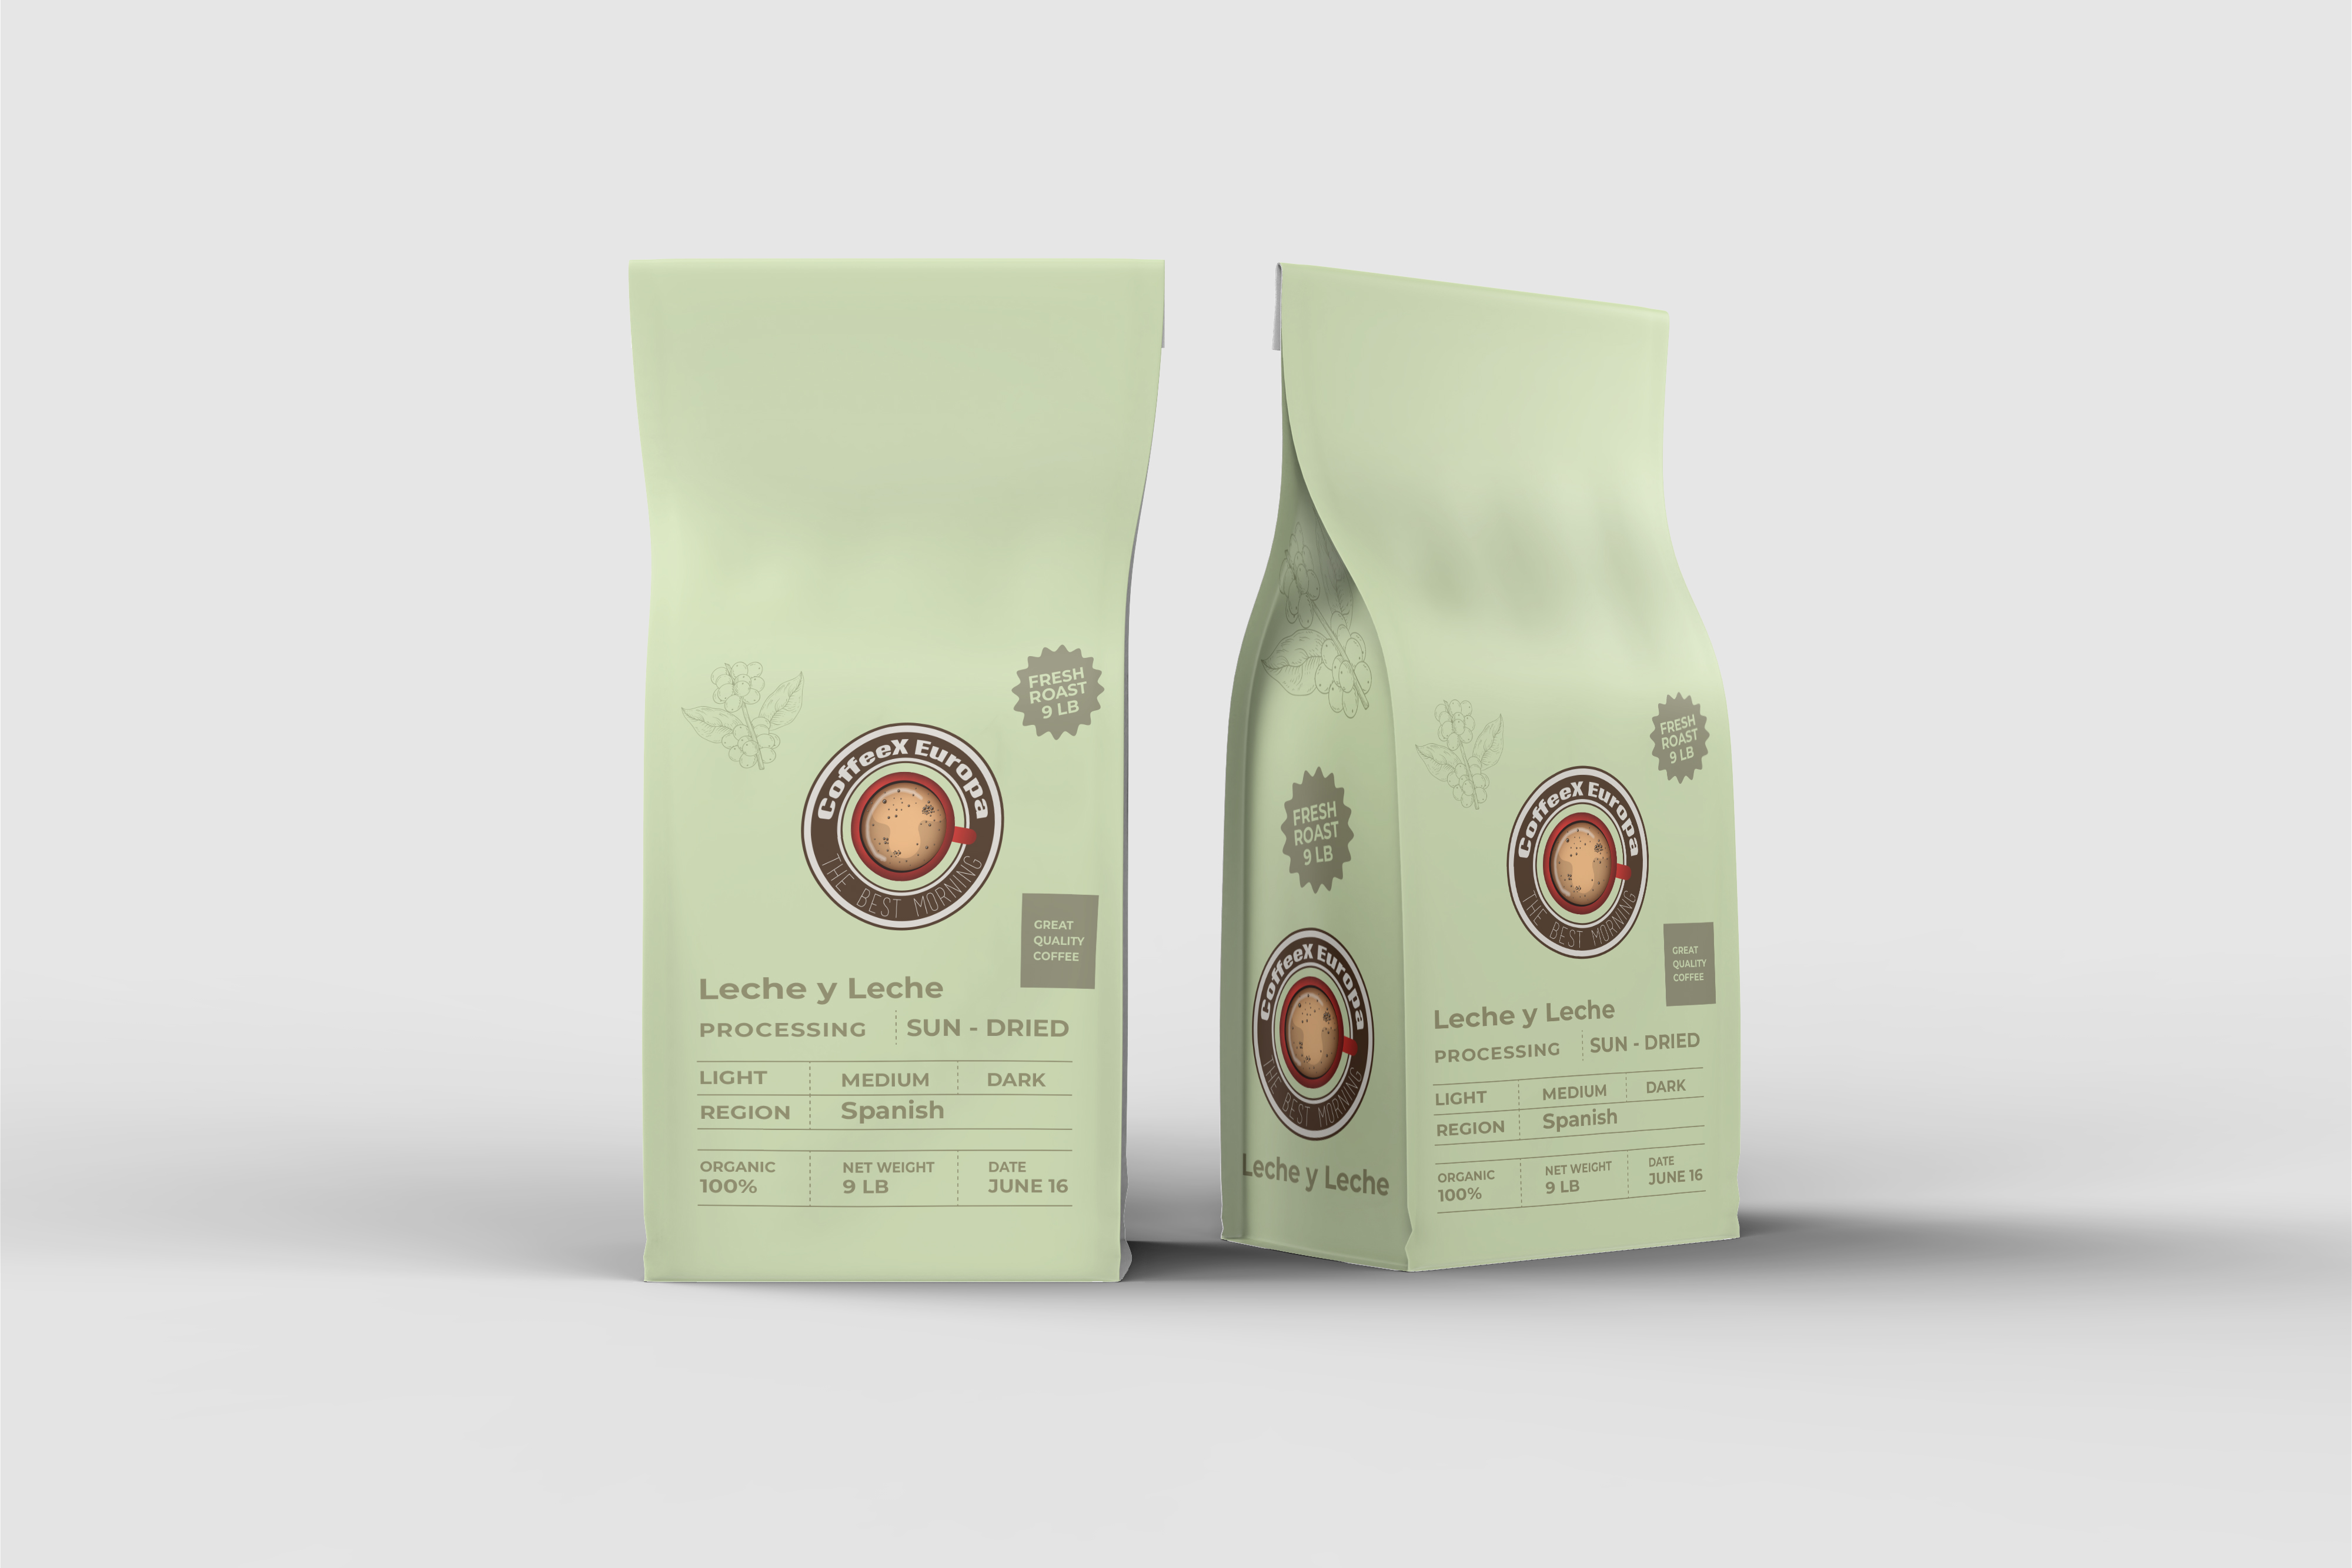 FRESH
ROAST
9 LB
CoffeeX Europa
THE BEST MORNING
GREAT
QUALITY
COFFEE
Leche y Leche
PROCESSING SUN - DRIED
LIGHT MEDIUM DARK
REGION Spanish
ORGANIC NET WEIGHT DATE
100% 9 LB JUNE 16
FRESH
ROAST
9 LB
CoffeeX Europa
THE BEST MORNING
Leche y Leche
FRESH
ROAST
9 LB
CoffeeX Europa
THE BEST MORNING
GREAT
QUALITY
COFFEE
Leche y Leche
PROCESSING SUN - DRIED
LIGHT MEDIUM DARK
REGION Spanish
ORGANIC NET WEIGHT DATE
100% 9 LB JUNE 16